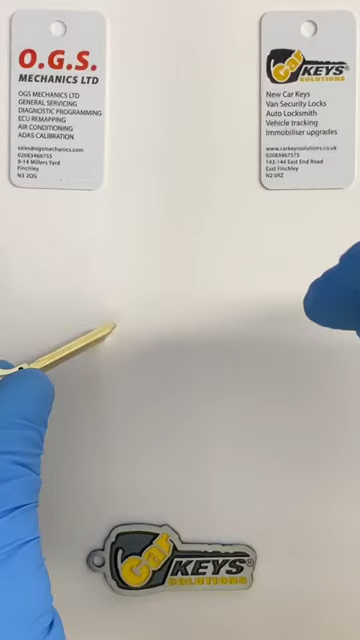 O.G.S.
MECHANICS LTD
OGS MECHANICS LTD
GENERAL SERVICING
DIAGNOSTIC PROGRAMMING
ECU REMAPPING
AIR CONDITIONING
ADAS CALIBRATION
sales@ogsmechanics.com
02083466755
9-14 Millers Yard
Finchley
N3 2QG
Car
KEYS®
SOLUTIONS
New Car Keys
Van Security Locks
Auto Locksmith
Vehicle tracking
Immobiliser upgrades
www.carkeyssolutions.co.uk
02083467575
142-144 East End Road
East Finchley
N2 0RZ
Car
KEYS®
SOLUTIONS